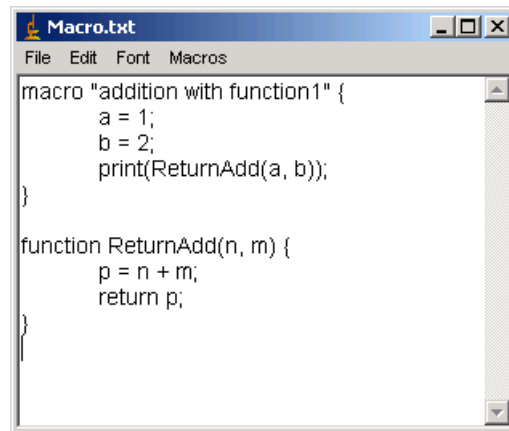 Macro.txt
File Edit Font Macros
macro "addition with function1" {
a = 1;
b = 2;
print(ReturnAdd(a, b));
}
function ReturnAdd(n, m) {
p = n + m;
return p;
}